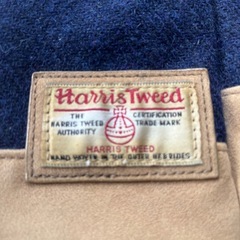 Harris Tweed
THE CERTIFICATION
HARRIS TWEED TRADE MARK
AUTHORITY
HARRIS TWEED
HAND WOVEN IN THE OUTER HEBRIDES